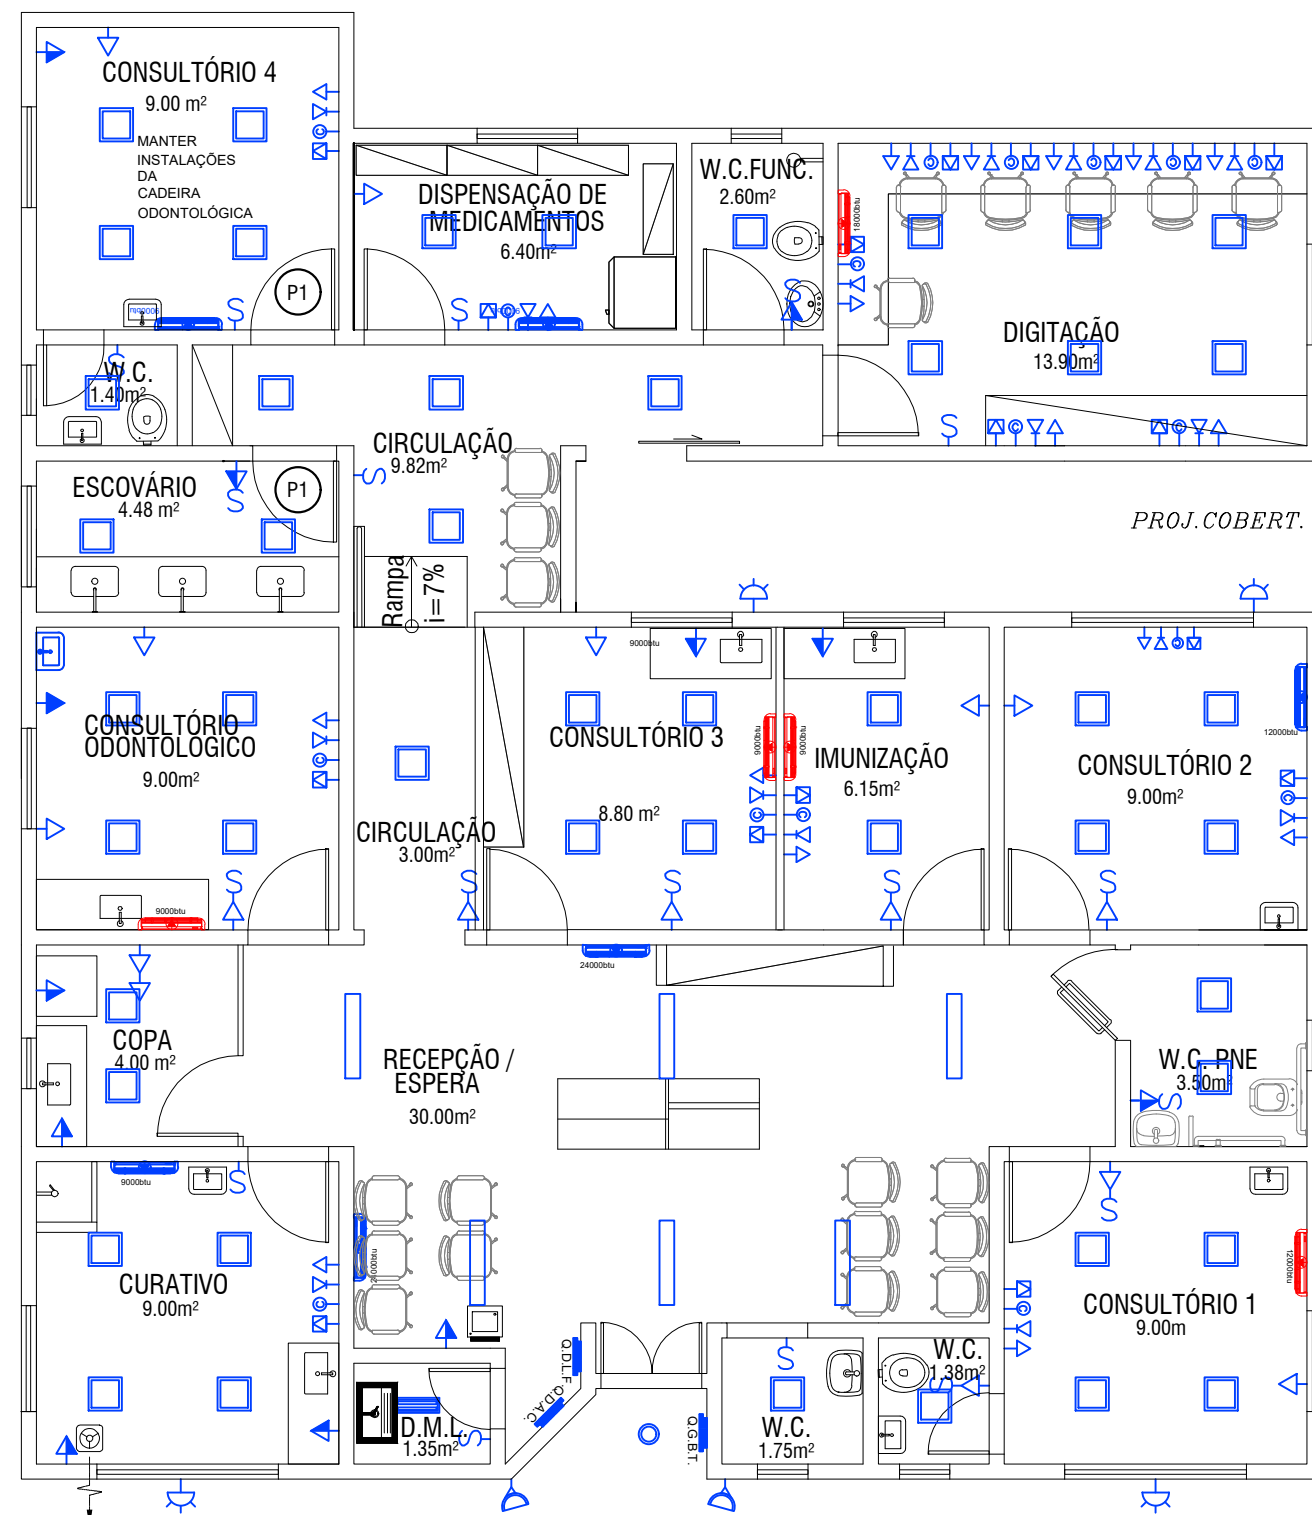 CONSULTÓRIO 4
9.00 m²
MANTER
INSTALAÇÕES
DA
CADEIRA
ODONTOLÓGICA
P1
9000btu
S
DISPENSAÇÃO DE
MEDICAMENTOS
6.40m²
S
C
9000btu
W.C.FUNC.
2.60m²
S
18000btu
DIGITAÇÃO
13.90m²
S
W.C.
1.40m²
S
CIRCULAÇÃO
9.82m²
S
ESCOVÁRIO
4.48 m²
S
P1
PROJ.COBERT.
Rampa
i=7%
CONSULTÓRIO
ODONTOLOGICO
9.00m²
S
9000btu
CIRCULAÇÃO
3.00m²
S
9000btu
CONSULTÓRIO 3
8.80 m²
9000btu
S
9000btu
IMUNIZAÇÃO
6.15m²
S
12000btu
CONSULTÓRIO 2
9.00m²
S
24000btu
COPA
4.00 m²
RECEPÇÃO /
ESPERA
30.00m²
W.C. PNE
3.50m²
S
9000btu
S
CURATIVO
9.00m²
S
12000btu
CONSULTÓRIO 1
9.00m
Q.D.L.F
Q.D.A.C.
Q.G.B.T.
D.M.L.
1.35m²
S
S
W.C.
1.75m²
W.C.
1.38m²
S